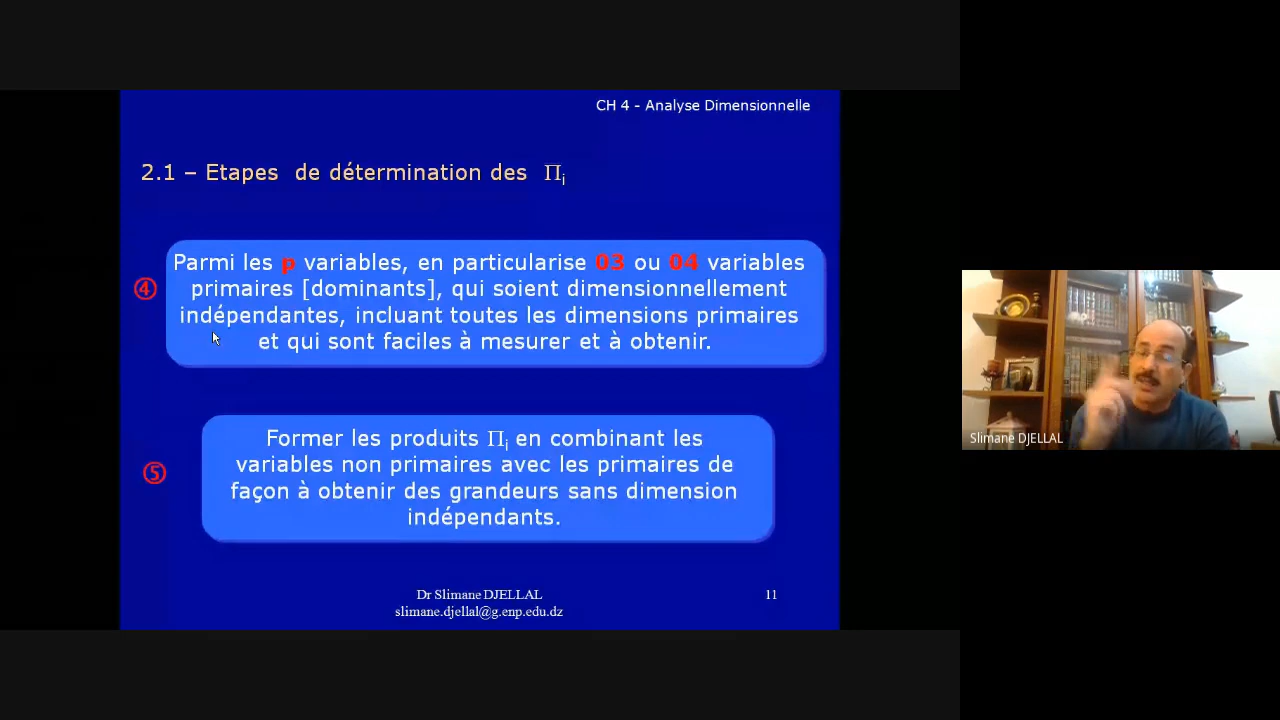 CH 4 - Analyse Dimensionnelle
2.1 – Etapes de détermination des Πi
④
Parmi les p variables, en particularise 03 ou 04 variables
primaires [dominants], qui soient dimensionnellement
indépendantes, incluant toutes les dimensions primaires
et qui sont faciles à mesurer et à obtenir.
⑤
Former les produits Πi en combinant les
variables non primaires avec les primaires de
façon à obtenir des grandeurs sans dimension
indépendants.
Dr Slimane DJELLAL
slimane.djellal@g.enp.edu.dz
11
Slimane DJELLAL